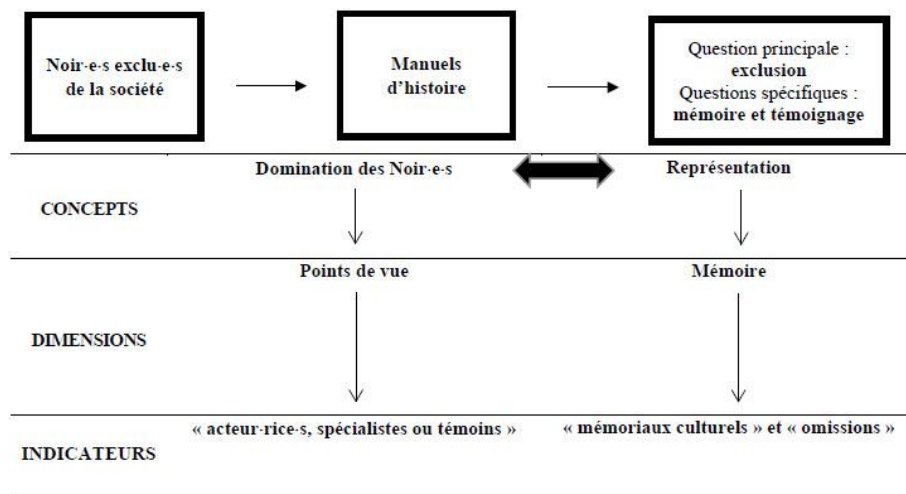 Noir·e·s exclu·e·s
de la société
Manuels
d'histoire
Question principale :
exclusion
Questions spécifiques :
mémoire et témoignage
Domination des Noir·e·s
Représentation
CONCEPTS
Points de vue
Mémoire
DIMENSIONS
« acteur·rice·s, spécialistes ou témoins »
« mémoriaux culturels » et « omissions »
INDICATEURS